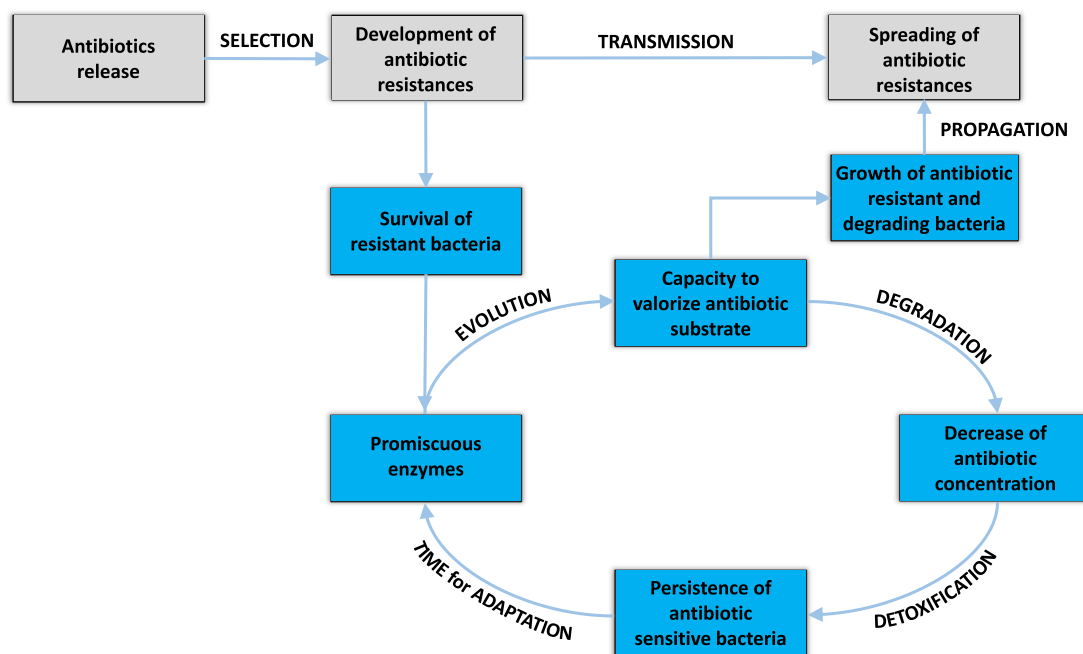 Antibiotics
release
SELECTION
Development of
antibiotic
resistances
TRANSMISSION
Spreading of
antibiotic
resistances
PROPAGATION
Growth of antibiotic
resistant and
degrading bacteria
Survival of
resistant bacteria
EVOLUTION
Capacity to
valorize antibiotic
substrate
DEGRADATION
Promiscuous
enzymes
Decrease of
antibiotic
concentration
TIME for ADAPTATION
Persistence of
antibiotic
sensitive bacteria
DETOXIFICATION